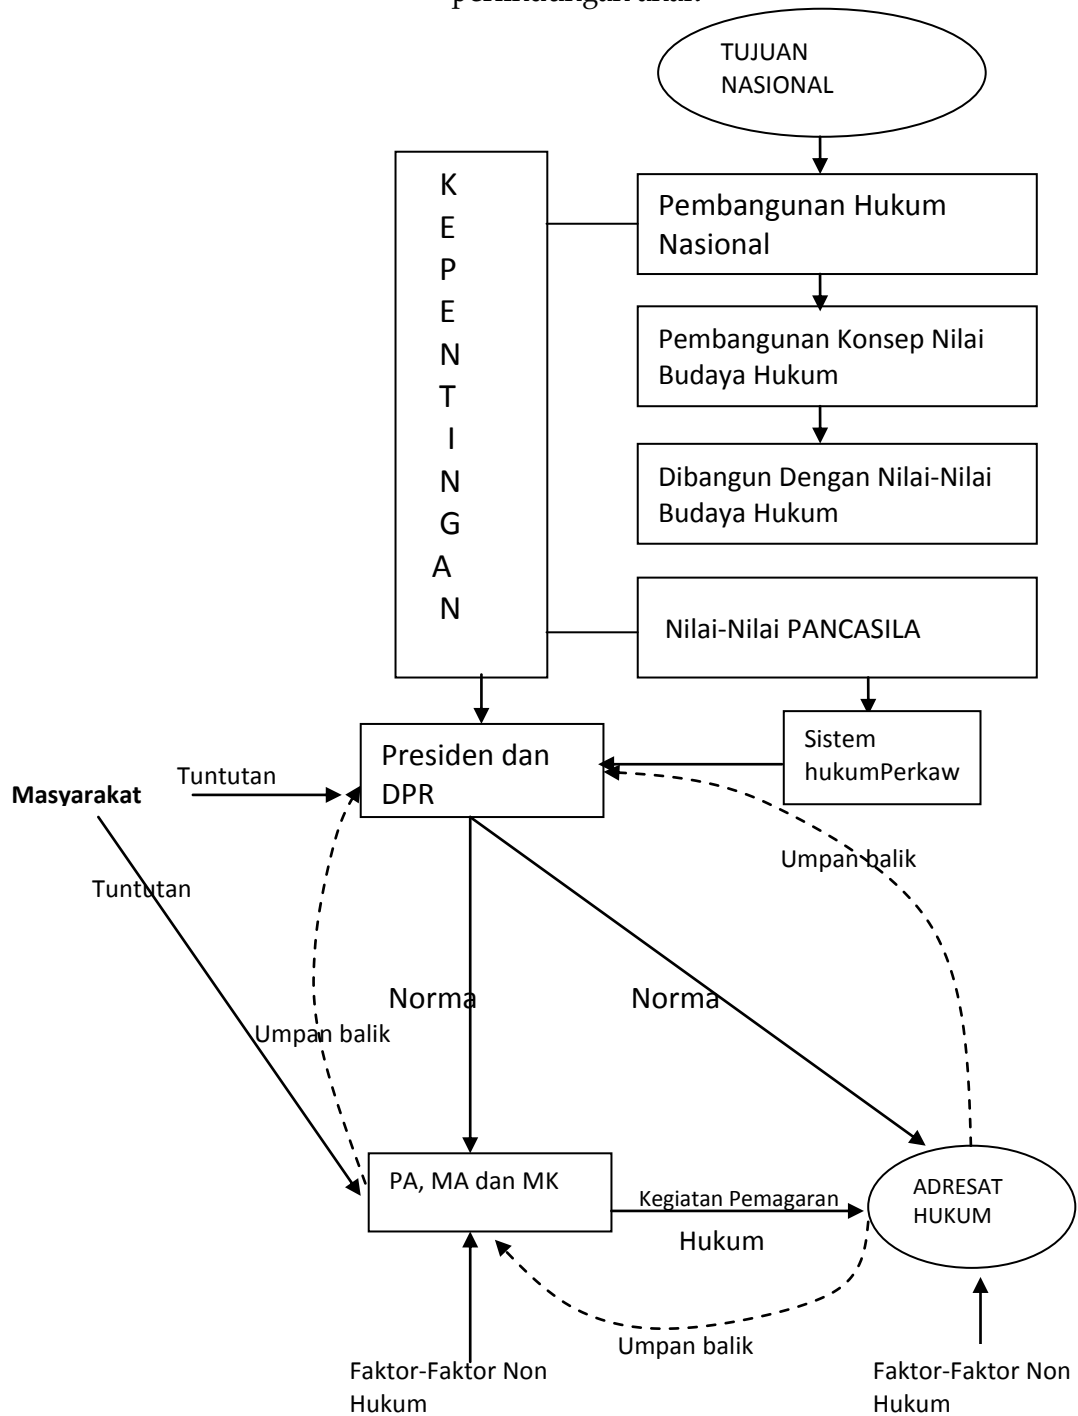 perlindungan anak.
TUJUAN
NASIONAL
K
E
P
E
N
T
I
N
G
A
N
Pembangunan Hukum
Nasional
Pembangunan Konsep Nilai
Budaya Hukum
Dibangun Dengan Nilai-Nilai
Budaya Hukum
Nilai-Nilai PANCASILA
Sistem
hukumPerkaw
Presiden dan
DPR
Tuntutan
Masyarakat
Umpan balik
Tuntutan
Norma
Norma
Umpan balik
PA, MA dan MK
Kegiatan Pemagaran
Hukum
ADRESAT
HUKUM
Umpan balik
Faktor-Faktor Non
Hukum
Faktor-Faktor Non
Hukum